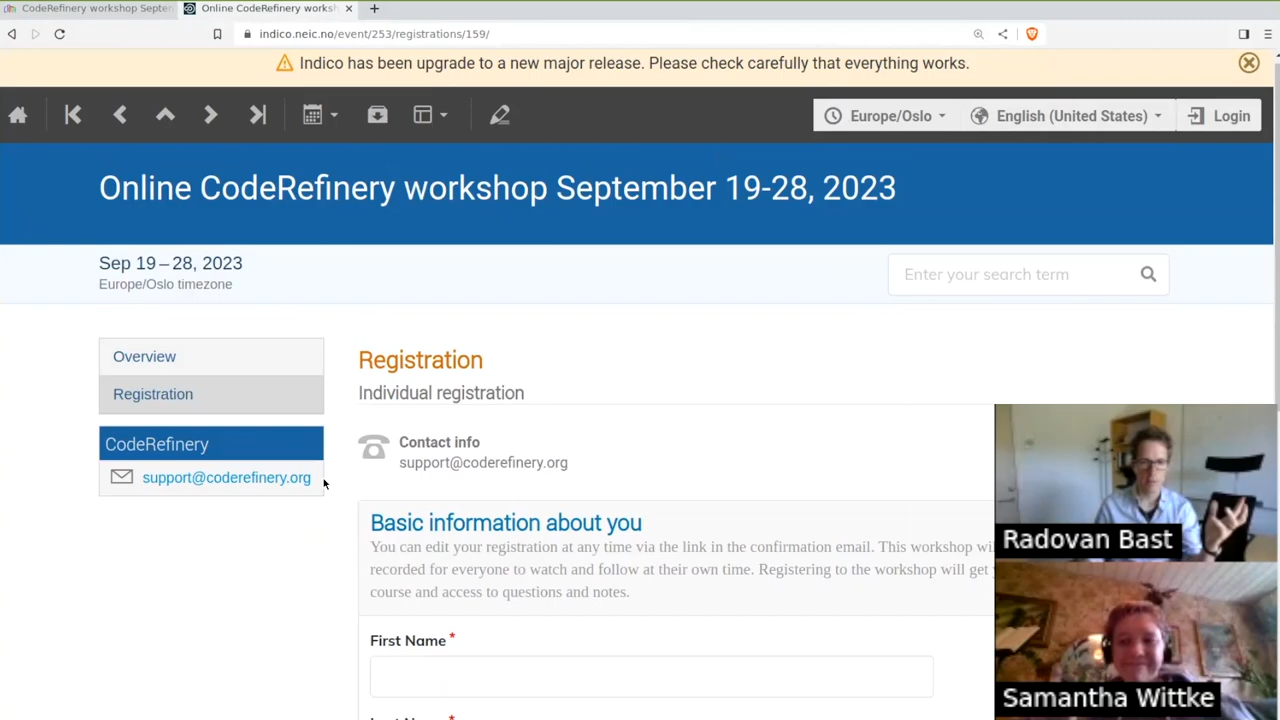 CodeRefinery workshop Septen
Online CodeRefinery worksh
indico.neic.no/event/253/registrations/159/
Indico has been upgrade to a new major release. Please check carefully that everything works.
Europe/Oslo
English (United States)
Login
Online CodeRefinery workshop September 19-28, 2023
Sep 19 – 28, 2023
Europe/Oslo timezone
Enter your search term
Overview
Registration
CodeRefinery
support@coderefinery.org
Registration
Individual registration
Contact info
support@coderefinery.org
Basic information about you
You can edit your registration at any time via the link in the confirmation email. This workshop wi
recorded for everyone to watch and follow at their own time. Registering to the workshop will get
course and access to questions and notes.
First Name *
Last Name *
Radovan Bast
Samantha Wittke